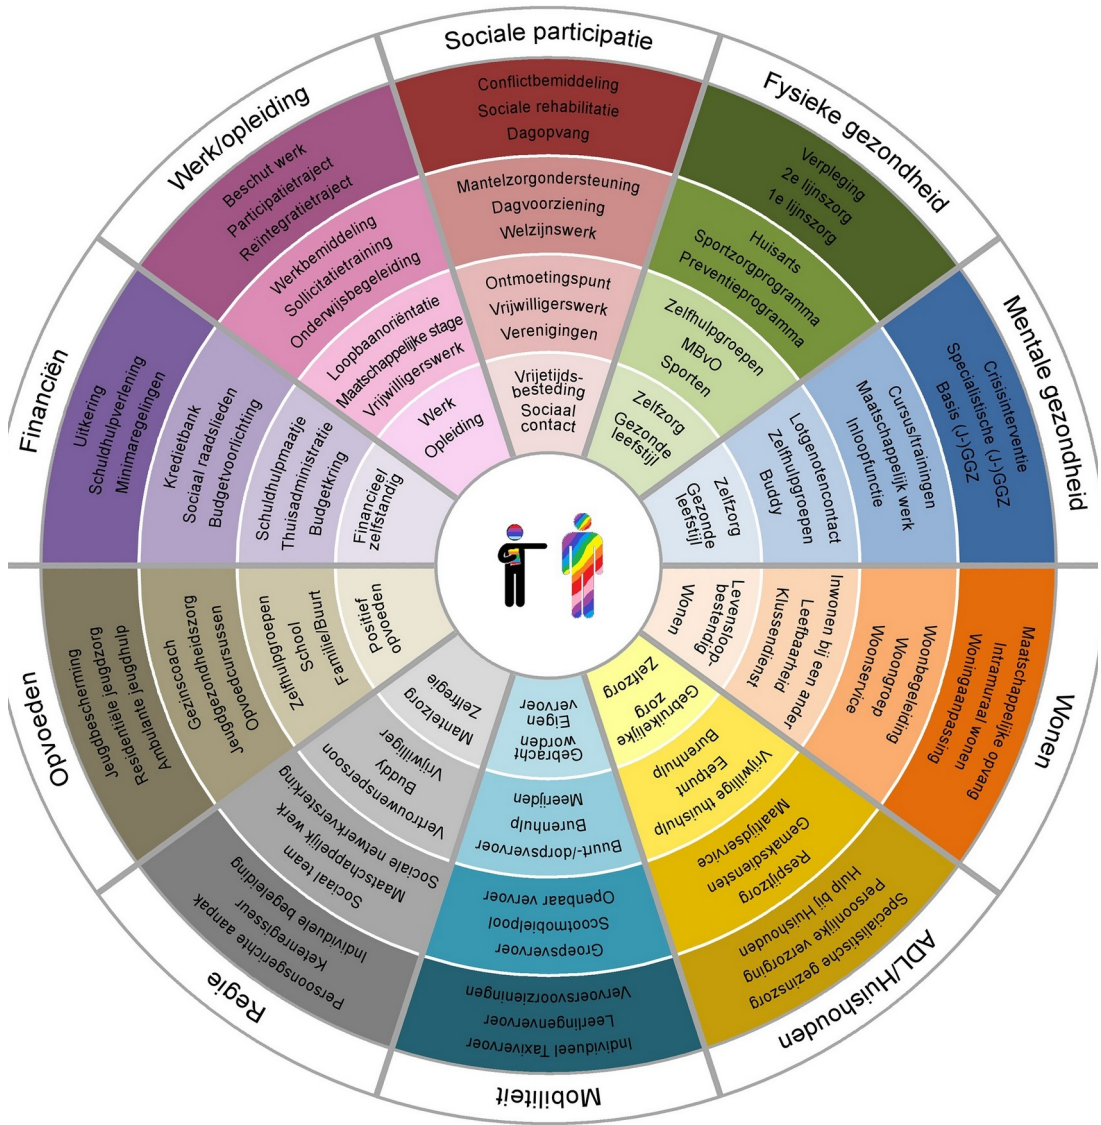 Sociale participatie
Conflictbemiddeling
Sociale rehabilitatie
Dagopvang
Mantelzorgondersteuning
Dagvoorziening
Welzijnswerk
Ontmoetingspunt
Vrijwilligerswerk
Verenigingen
Vrijetijds-
besteding
Sociaal
contact
Fysieke gezondheid
Verpleging
2e lijnszorg
1e lijnszorg
Huisarts
Sportzorgprogramma
Preventieprogramma
Zelfhulpgroepen
MBvO
Sporten
Zelfzorg
Gezonde
leefstijl
Mentale gezondheid
Crisisinterventie
Specialistische (J-)GGZ
Basis (J-)GGZ
Cursus/trainingen
Maatschappelijk werk
Inloopfunctie
Lotgenotencontact
Zelfhulpgroepen
Buddy
Zelfzorg
Gezonde
leefstijl
Wonen
Maatschappelijke opvang
Intramuraal wonen
Woningaanpassing
Woonbegeleiding
Woongroep
Woonservice
Inwonen bij een ander
Leefbaarheid
Klussendienst
Levensloop-
bestendig
Wonen
ADL/Huishouden
Specialistische gezinszorg
Persoonlijke verzorging
Hulp bij Huishouden
Respijtzorg
Gemaksdiensten
Maaltijdservice
Vrijwillige thuishulp
Eetpunt
Burenhulp
Gebruikelijke
zorg
Zelfzorg
Mobiliteit
Individueel Taxivervoer
Leerlingenvervoer
Vervoersvoorzieningen
Groepsvervoer
Scootmobielpool
Openbaar vervoer
Buurt-/dorpsvervoer
Burenhulp
Meerijden
Gebracht
worden
Eigen
vervoer
Regie
Persoonsgerichte aanpak
Ketenregisseur
Individuele begeleiding
Sociaal team
Maatschappelijk werk
Sociale netwerkversterking
Vertrouwenspersoon
Buddy
Vrijwilliger
Mantelzorg
Zelfregie
Opvoeden
Jeugdbescherming
Residentiële jeugdzorg
Ambulante jeugdhulp
Gezinscoach
Jeugdgezondheidszorg
Opvoedcursussen
Zelfhulpgroepen
School
Familie/Buurt
Positief
opvoeden
Financiën
Uitkering
Schuldhulpverlening
Minimaregelingen
Kredietbank
Sociaal raadslieden
Budgetvoorlichting
Schuldhulpmaatje
Thuisadministratie
Budgetkring
Financieel
zelfstandig
Werk/opleiding
Beschut werk
Participatietraject
Reïntegratietraject
Werkbemiddeling
Sollicitatietraining
Onderwijsbegeleiding
Loopbaanoriëntatie
Maatschappelijke stage
Vrijwilligerswerk
Werk
Opleiding